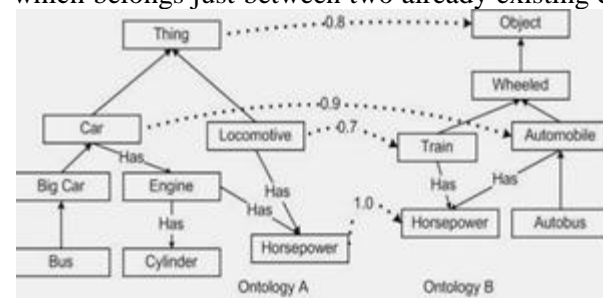 which belongs just between two already existing
Thing
0.8
Object
Wheeled
Car
0.9
Locomotive
0.7
Train
Automobile
Has
Big Car
Engine
Has
Has
Has
Has
Has
1.0
Horsepower
Autobus
Bus
Cylinder
Horsepower
Ontology A
Ontology B